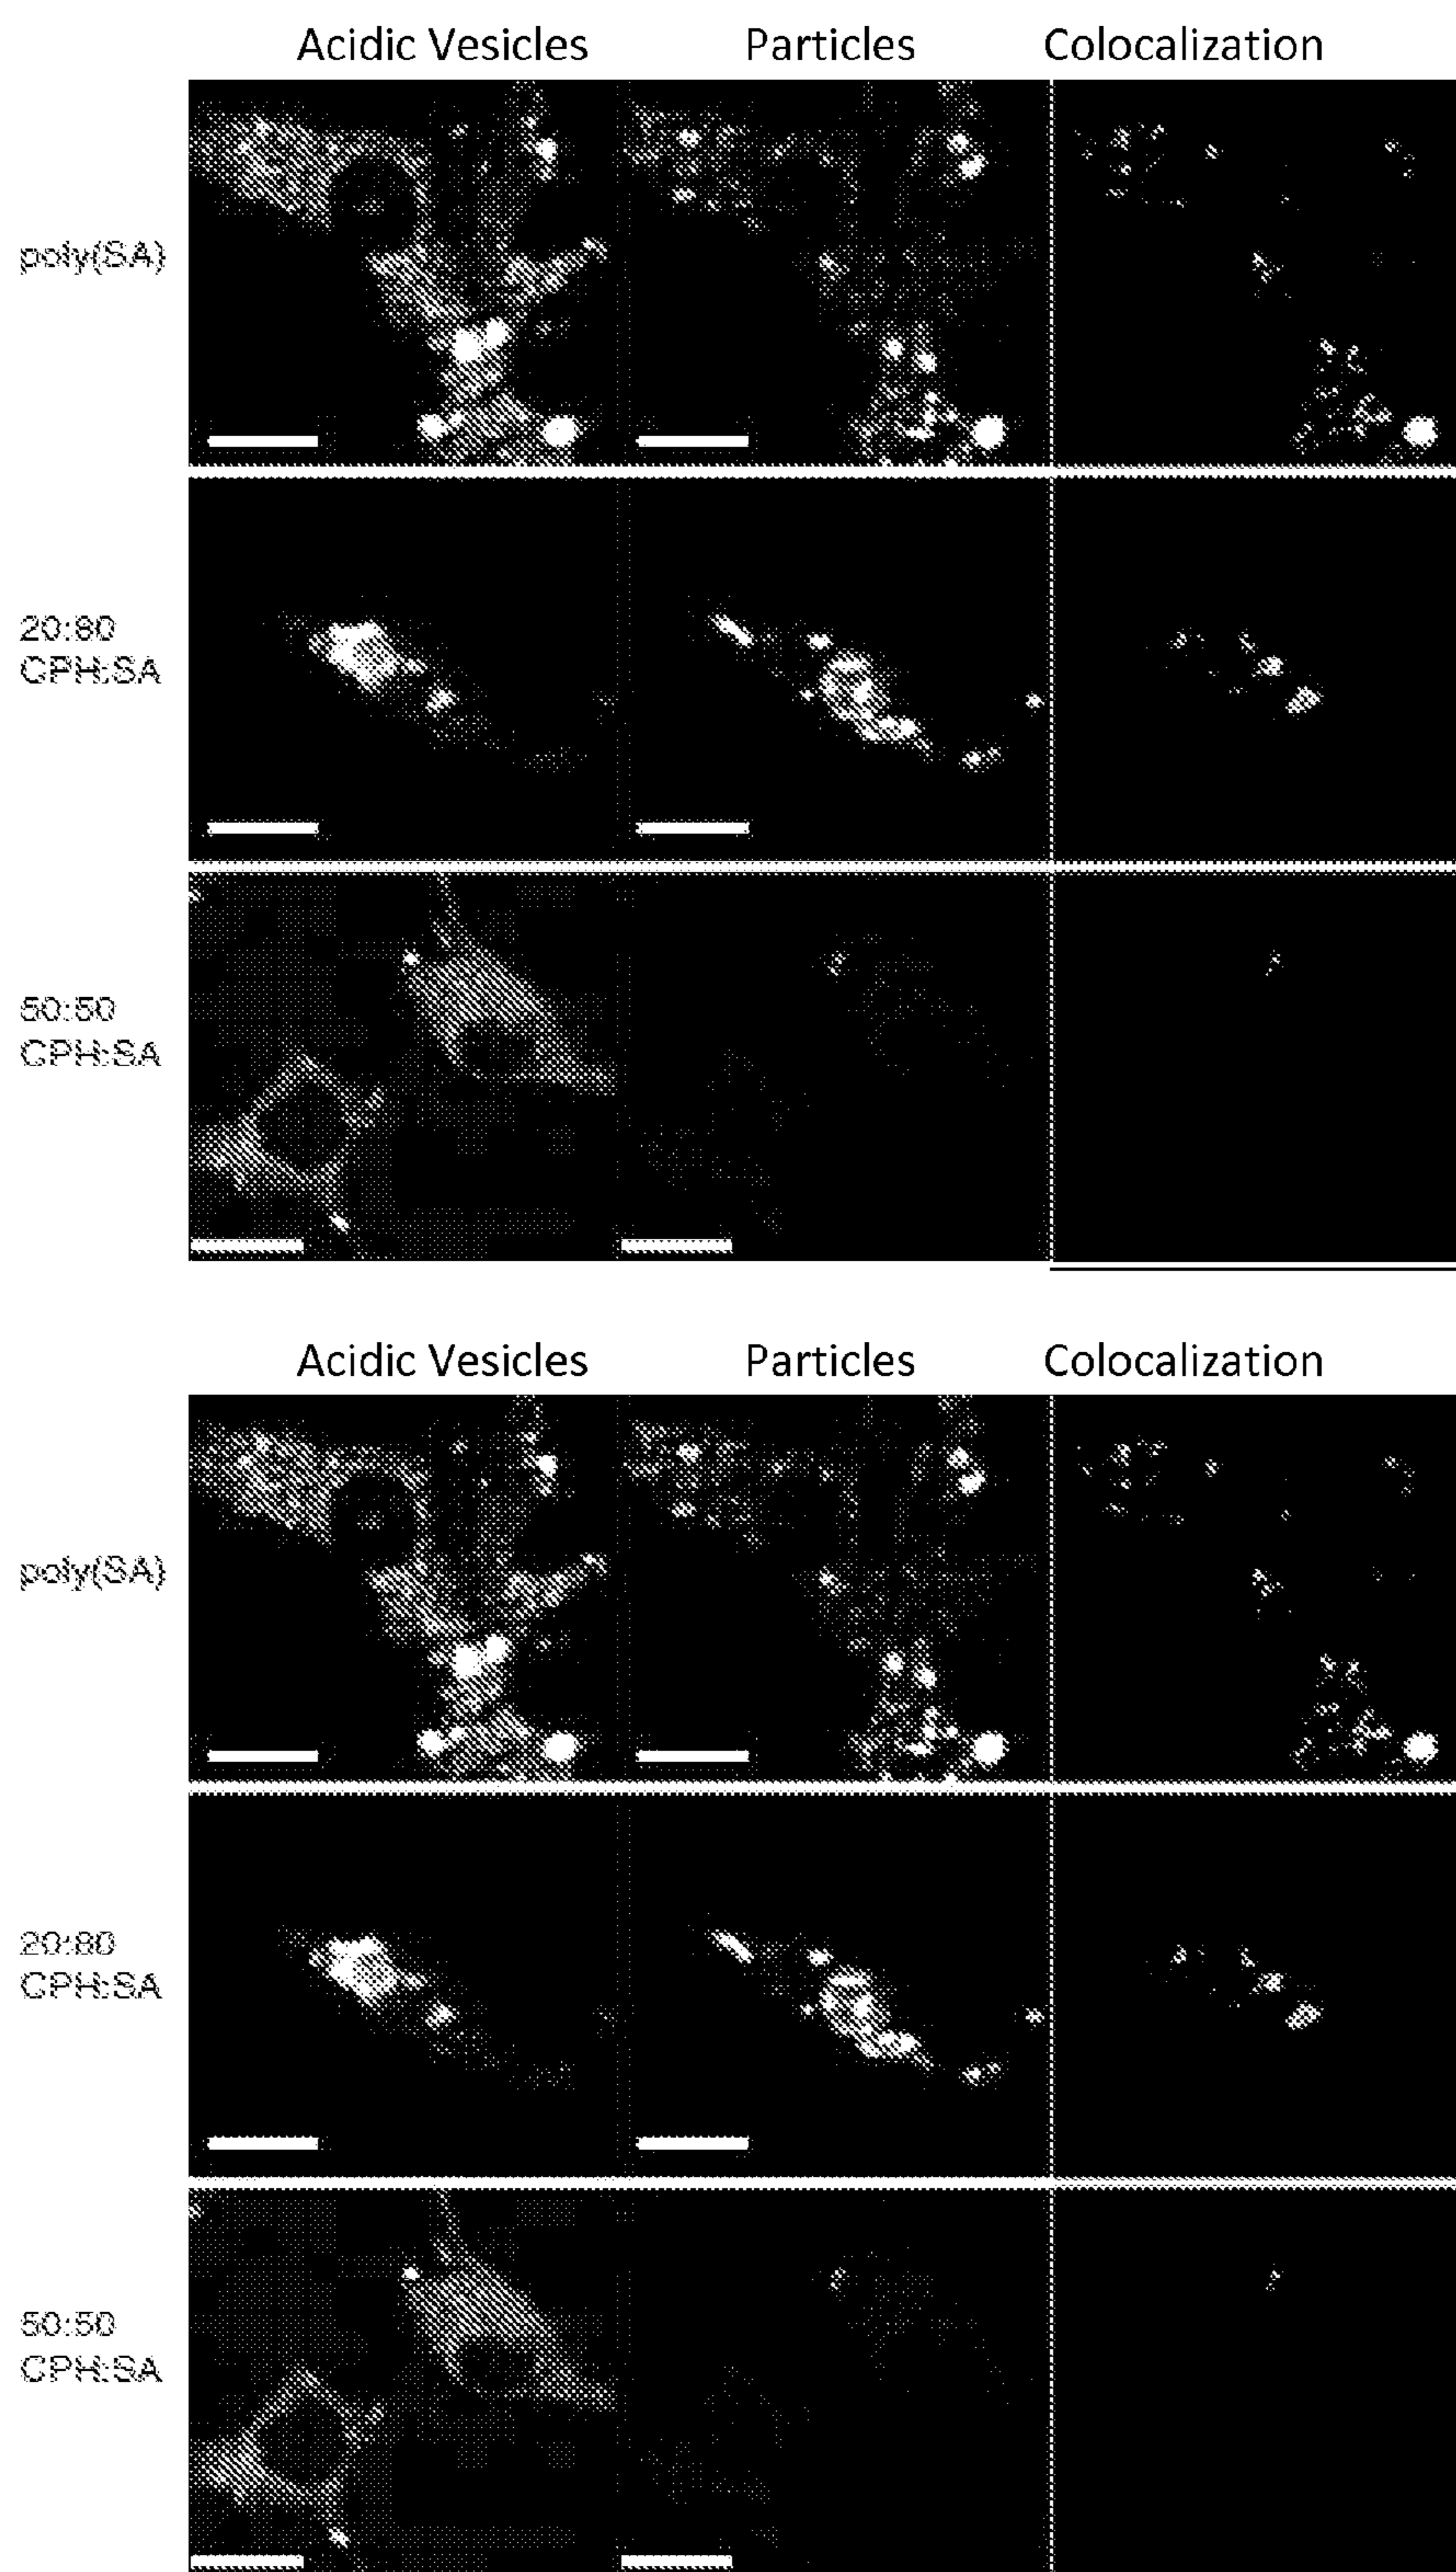 Acidic Vesicles Particles Colocalization
poly(SA)
20:80
CPH:SA
50:50
CPH:SA
Acidic Vesicles Particles Colocalization
poly(SA)
20:80
CPH:SA
50:50
CPH:SA